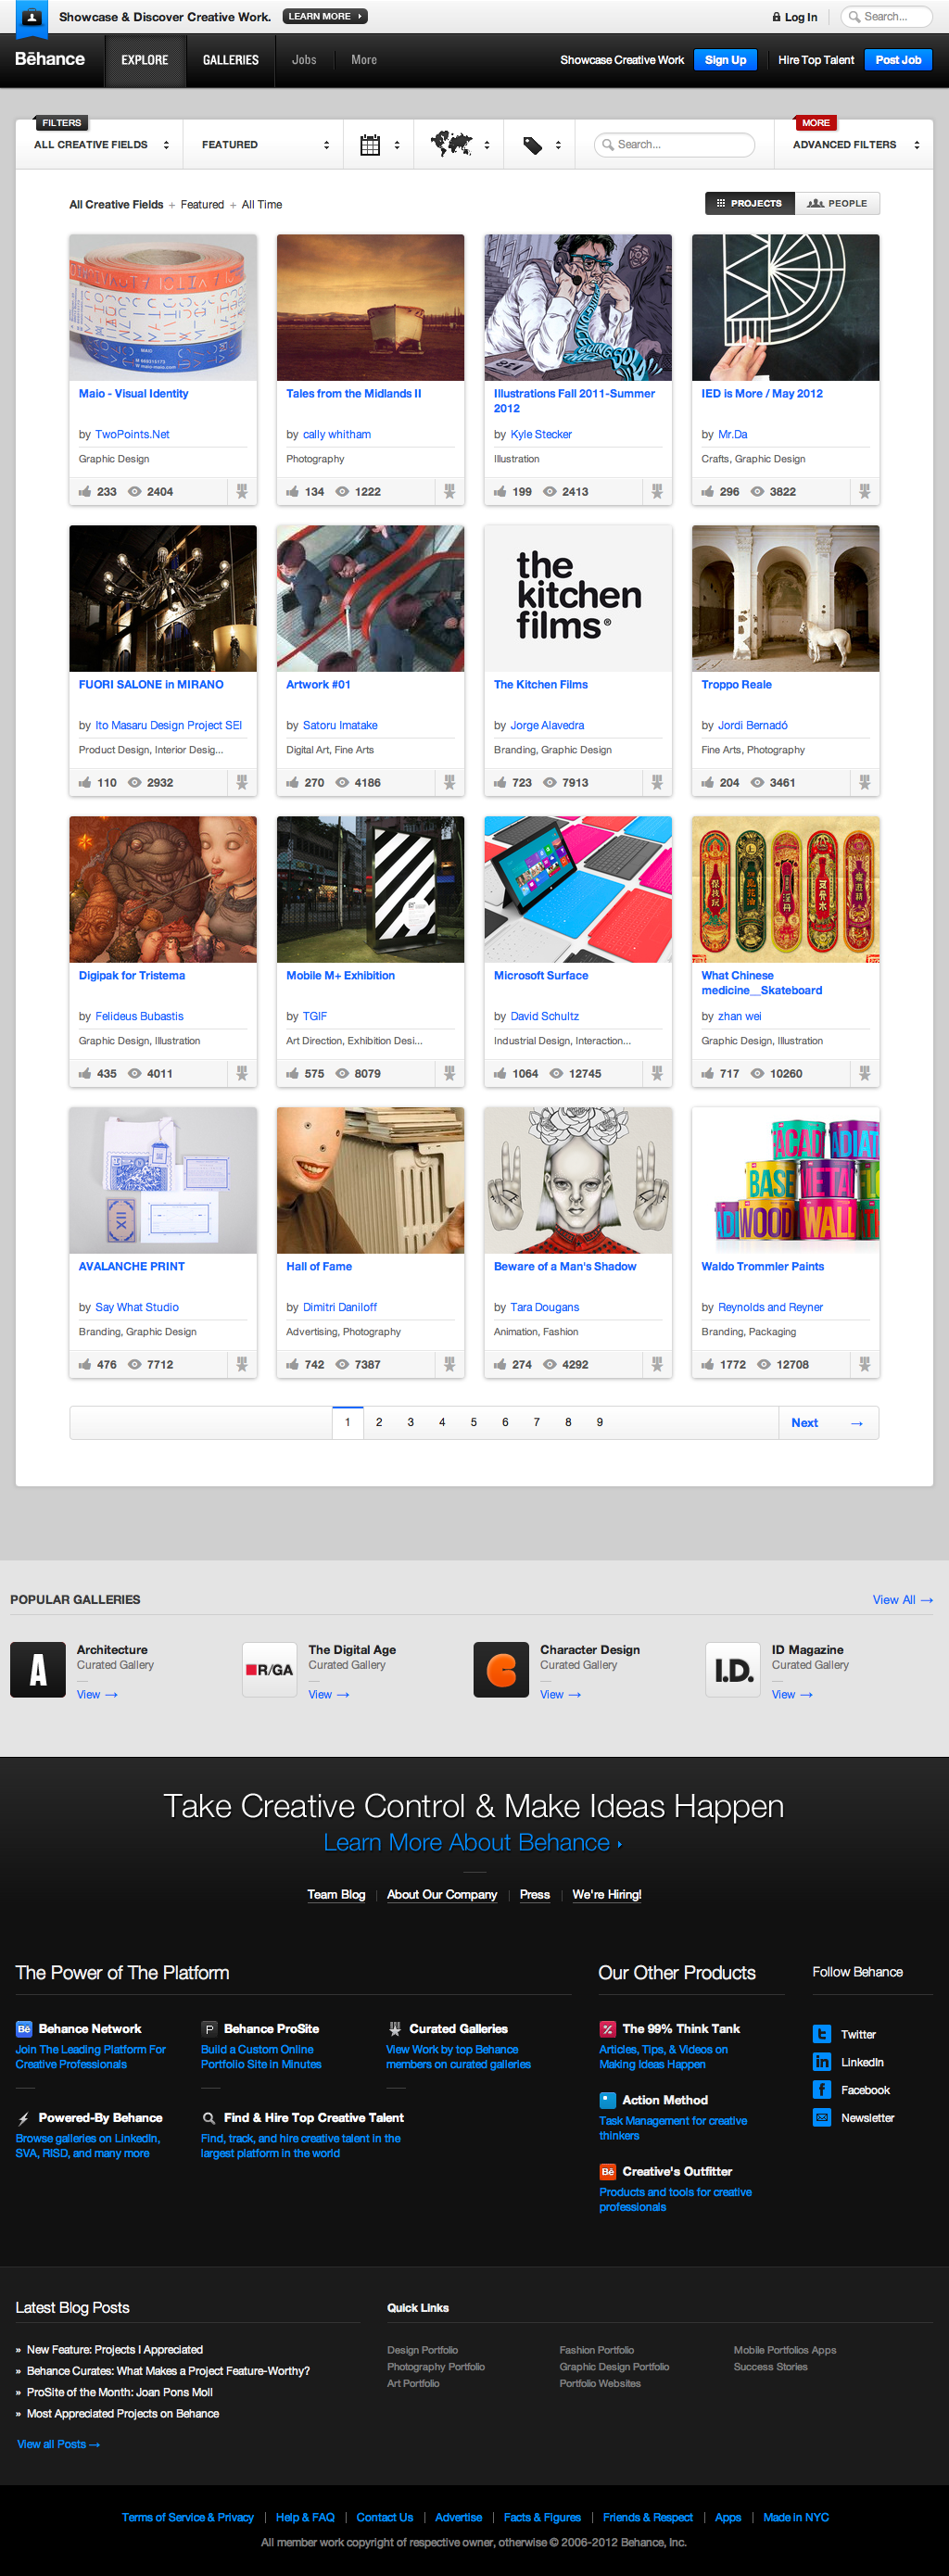 Showcase & Discover Creative Work. LEARN MORE
Log In Search...
Bēhance EXPLORE GALLERIES Jobs More Showcase Creative Work Sign Up Hire Top Talent Post Job
FILTERS MORE
ALL CREATIVE FIELDS FEATURED Search... ADVANCED FILTERS
All Creative Fields + Featured + All Time PROJECTS PEOPLE
Maio - Visual Identity
by TwoPoints.Net
Graphic Design
233 2404
Tales from the Midlands II
by cally whitham
Photography
134 1222
Illustrations Fall 2011-Summer
2012
by Kyle Stecker
Illustration
199 2413
IED is More / May 2012
by Mr.Da
Crafts, Graphic Design
296 3822
FUORI SALONE in MIRANO
by Ito Masaru Design Project SEI
Product Design, Interior Desig...
110 2932
Artwork #01
by Satoru Imatake
Digital Art, Fine Arts
270 4186
the
kitchen
films®
The Kitchen Films
by Jorge Alavedra
Branding, Graphic Design
723 7913
Troppo Reale
by Jordi Bernadó
Fine Arts, Photography
204 3461
Digipak for Tristema
by Felideus Bubastis
Graphic Design, Illustration
435 4011
Mobile M+ Exhibition
by TGIF
Art Direction, Exhibition Desi...
575 8079
Microsoft Surface
by David Schultz
Industrial Design, Interaction...
1064 12745
What Chinese
medicine__Skateboard
by zhan wei
Graphic Design, Illustration
717 10260
AVALANCHE PRINT
by Say What Studio
Branding, Graphic Design
476 7712
Hall of Fame
by Dimitri Daniloff
Advertising, Photography
742 7387
Beware of a Man's Shadow
by Tara Dougans
Animation, Fashion
274 4292
ACAD ADIAT
BASE META
ADI WOOD WALL
Waldo Trommler Paints
by Reynolds and Reyner
Branding, Packaging
1772 12708
1 2 3 4 5 6 7 8 9 Next →
POPULAR GALLERIES View All →
A
Architecture
Curated Gallery
View →
R/GA
The Digital Age
Curated Gallery
View →
C
Character Design
Curated Gallery
View →
I.D.
ID Magazine
Curated Gallery
View →
Take Creative Control & Make Ideas Happen
Learn More About Behance
Team Blog | About Our Company | Press | We're Hiring!
The Power of The Platform
Bē Behance Network
Join The Leading Platform For
Creative Professionals
P Behance ProSite
Build a Custom Online
Portfolio Site in Minutes
Curated Galleries
View Work by top Behance
members on curated galleries
Powered-By Behance
Browse galleries on LinkedIn,
SVA, RISD, and many more
Find & Hire Top Creative Talent
Find, track, and hire creative talent in the
largest platform in the world
Our Other Products
% The 99% Think Tank
Articles, Tips, & Videos on
Making Ideas Happen
Action Method
Task Management for creative
thinkers
Bē Creative's Outfitter
Products and tools for creative
professionals
Follow Behance
Twitter
LinkedIn
Facebook
Newsletter
Latest Blog Posts
» New Feature: Projects I Appreciated
» Behance Curates: What Makes a Project Feature-Worthy?
» ProSite of the Month: Joan Pons Moll
» Most Appreciated Projects on Behance
View all Posts →
Quick Links
Design Portfolio
Photography Portfolio
Art Portfolio
Fashion Portfolio
Graphic Design Portfolio
Portfolio Websites
Mobile Portfolios Apps
Success Stories
Terms of Service & Privacy | Help & FAQ | Contact Us | Advertise | Facts & Figures | Friends & Respect | Apps | Made in NYC
All member work copyright of respective owner, otherwise © 2006-2012 Behance, Inc.